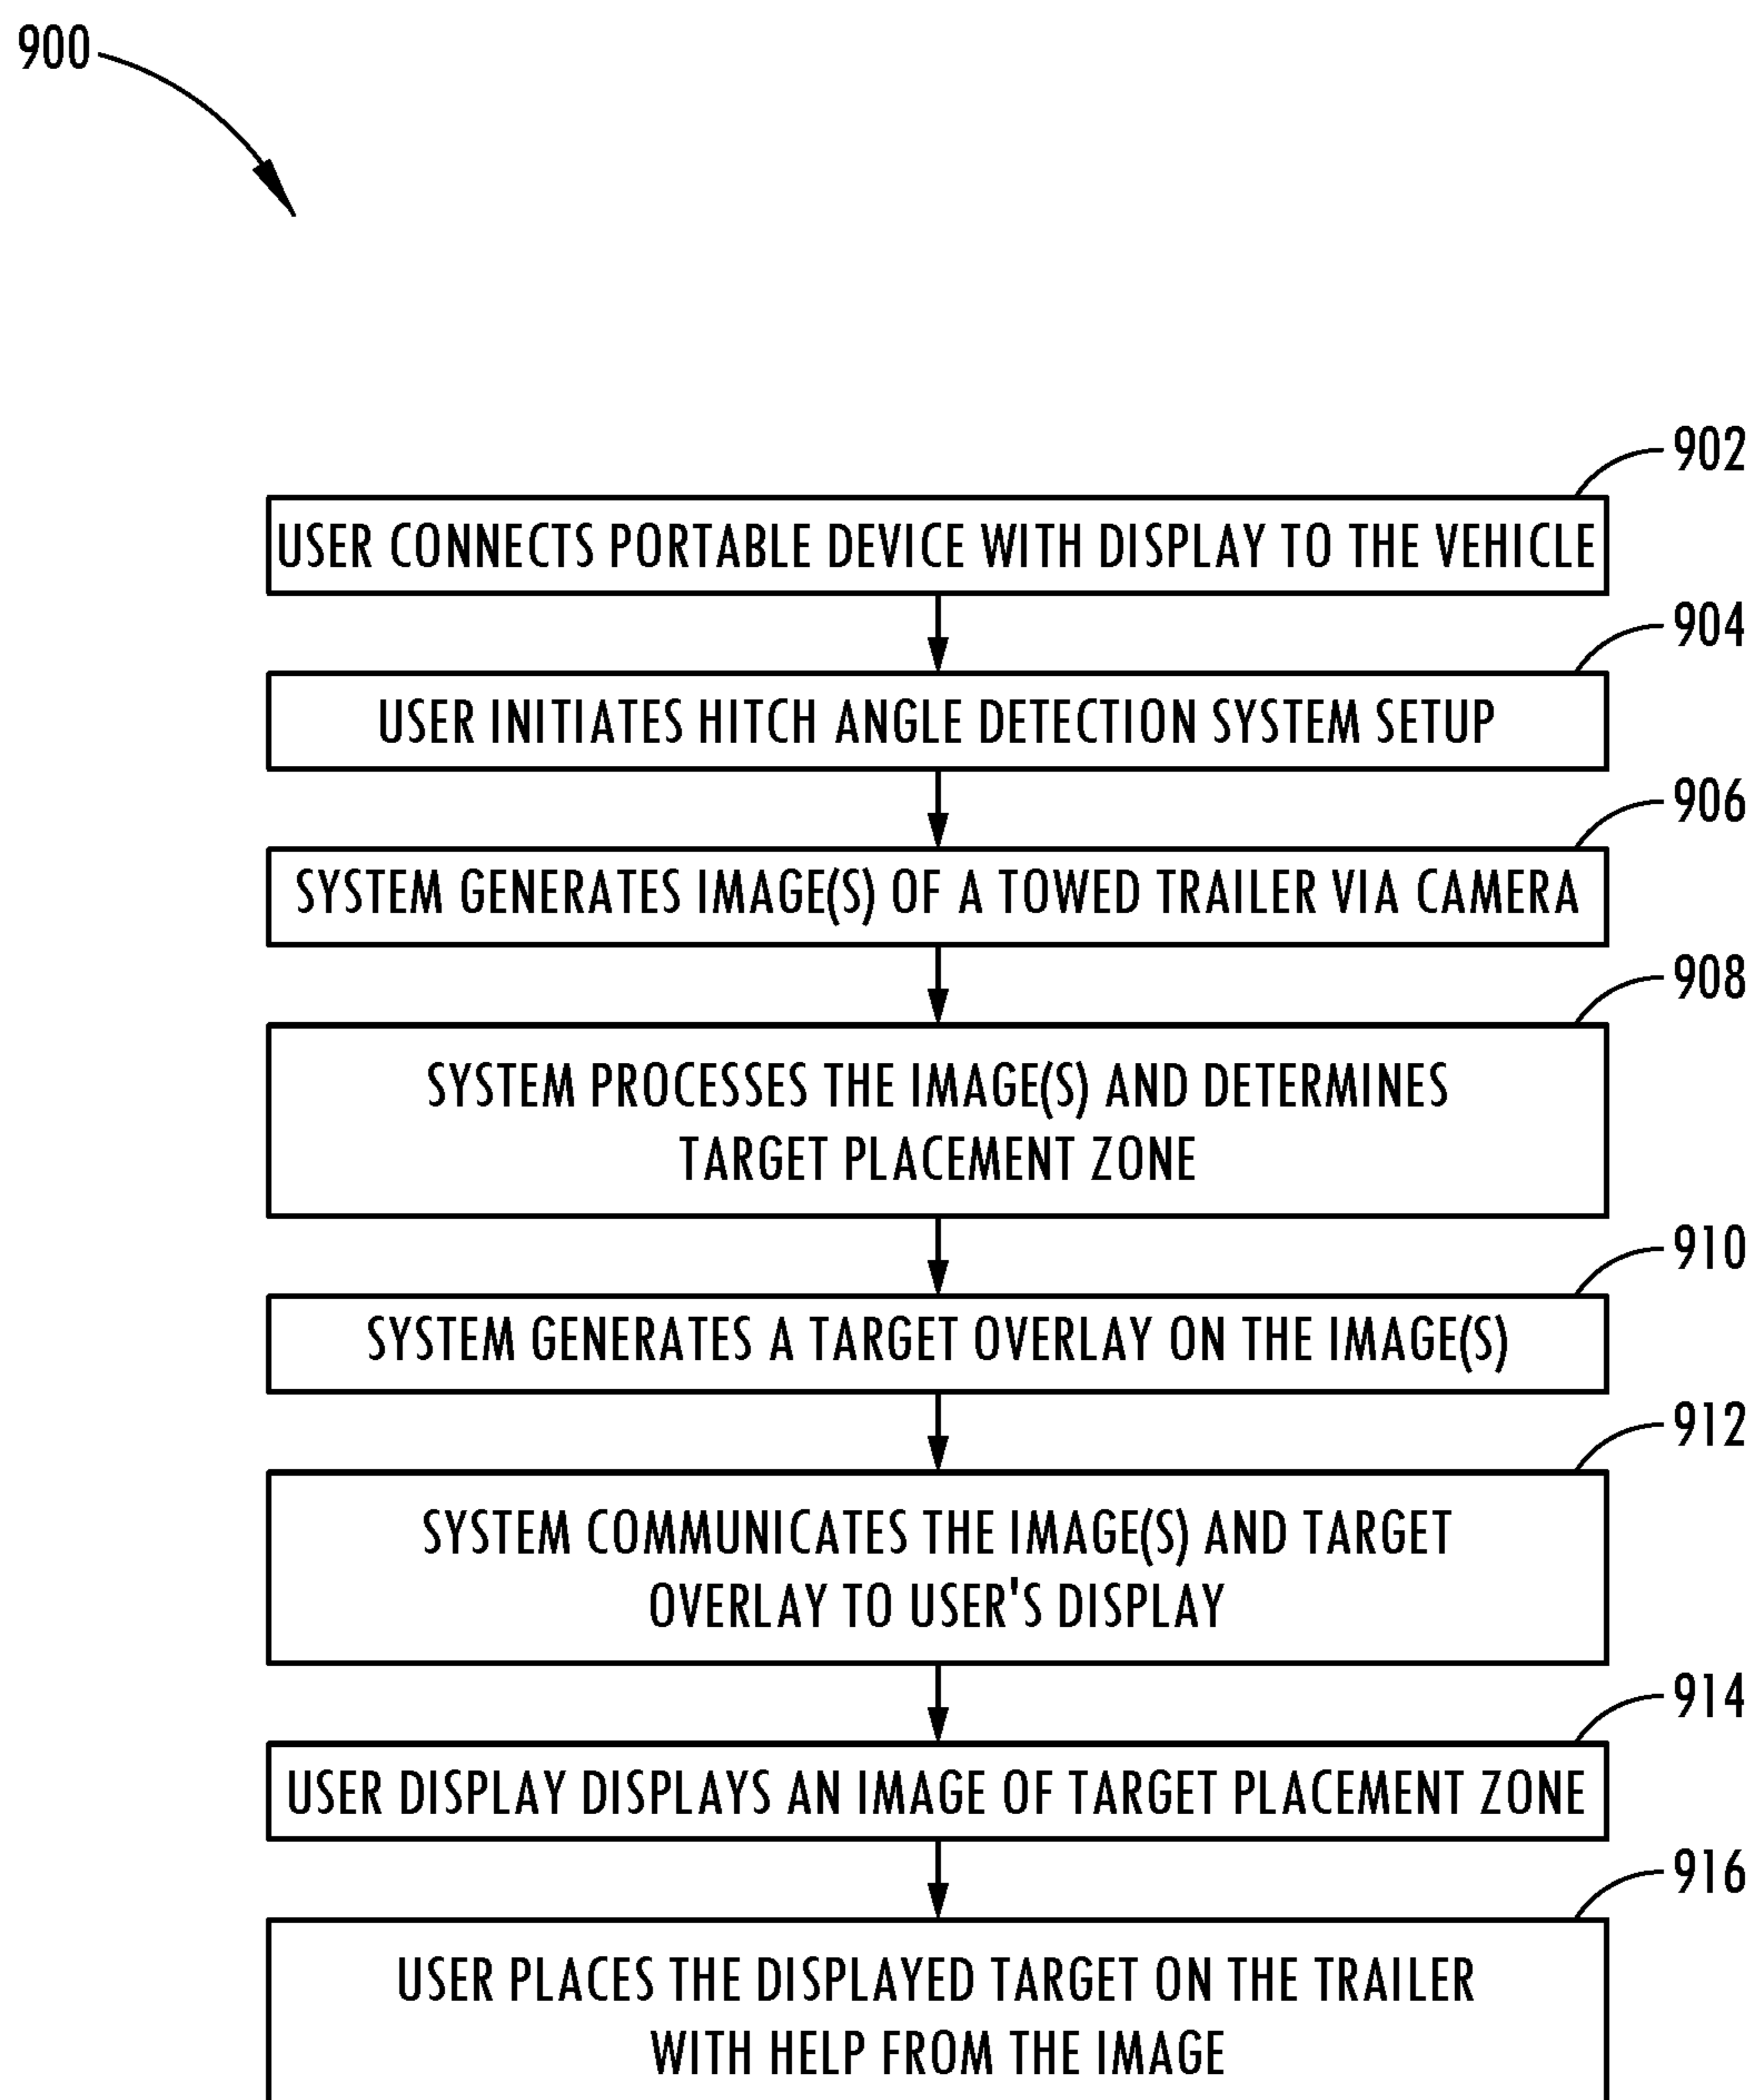 900
902
USER CONNECTS PORTABLE DEVICE WITH DISPLAY TO THE VEHICLE
904
USER INITIATES HITCH ANGLE DETECTION SYSTEM SETUP
906
SYSTEM GENERATES IMAGE(S) OF A TOWED TRAILER VIA CAMERA
908
SYSTEM PROCESSES THE IMAGE(S) AND DETERMINES
TARGET PLACEMENT ZONE
910
SYSTEM GENERATES A TARGET OVERLAY ON THE IMAGE(S)
912
SYSTEM COMMUNICATES THE IMAGE(S) AND TARGET
OVERLAY TO USER'S DISPLAY
914
USER DISPLAY DISPLAYS AN IMAGE OF TARGET PLACEMENT ZONE
916
USER PLACES THE DISPLAYED TARGET ON THE TRAILER
WITH HELP FROM THE IMAGE